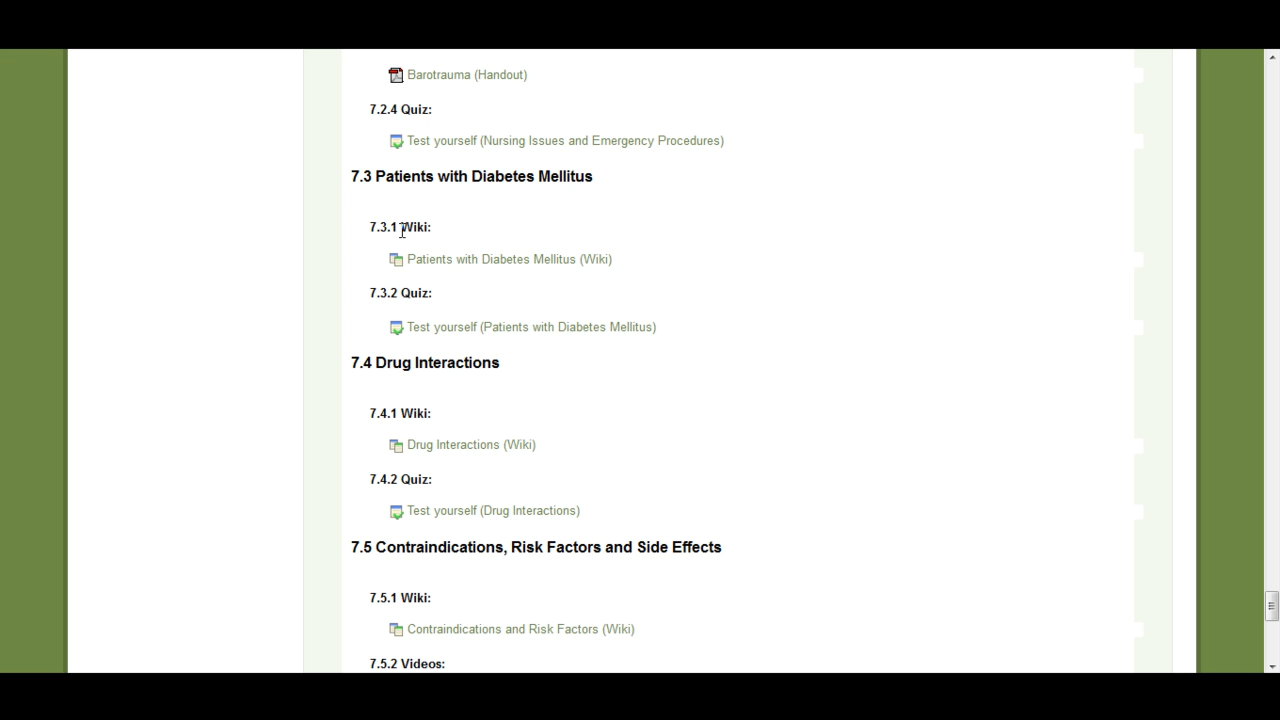 Barotrauma (Handout)
7.2.4 Quiz:
Test yourself (Nursing Issues and Emergency Procedures)
7.3 Patients with Diabetes Mellitus
7.3.1 Wiki:
Patients with Diabetes Mellitus (Wiki)
7.3.2 Quiz:
Test yourself (Patients with Diabetes Mellitus)
7.4 Drug Interactions
7.4.1 Wiki:
Drug Interactions (Wiki)
7.4.2 Quiz:
Test yourself (Drug Interactions)
7.5 Contraindications, Risk Factors and Side Effects
7.5.1 Wiki:
Contraindications and Risk Factors (Wiki)
7.5.2 Videos: